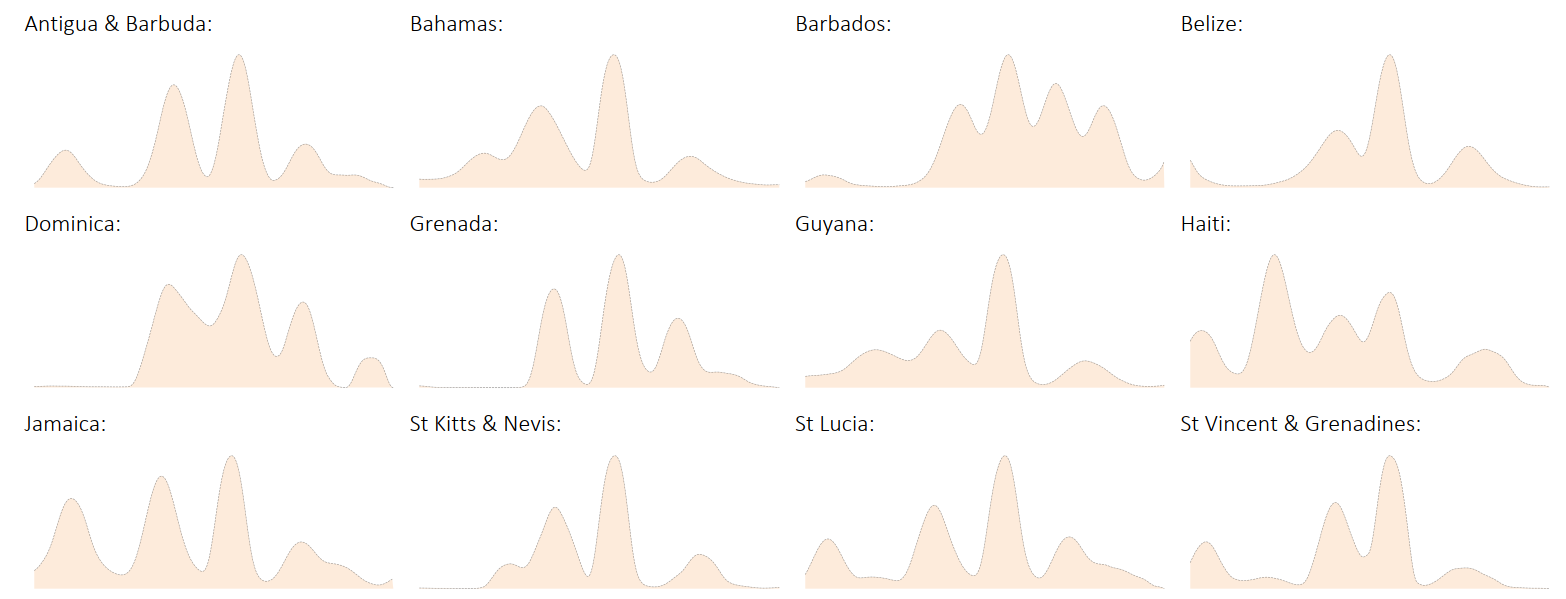 Antigua & Barbuda:
Bahamas:
Barbados:
Belize:
Dominica:
Grenada:
Guyana:
Haiti:
Jamaica:
St Kitts & Nevis:
St Lucia:
St Vincent & Grenadines: